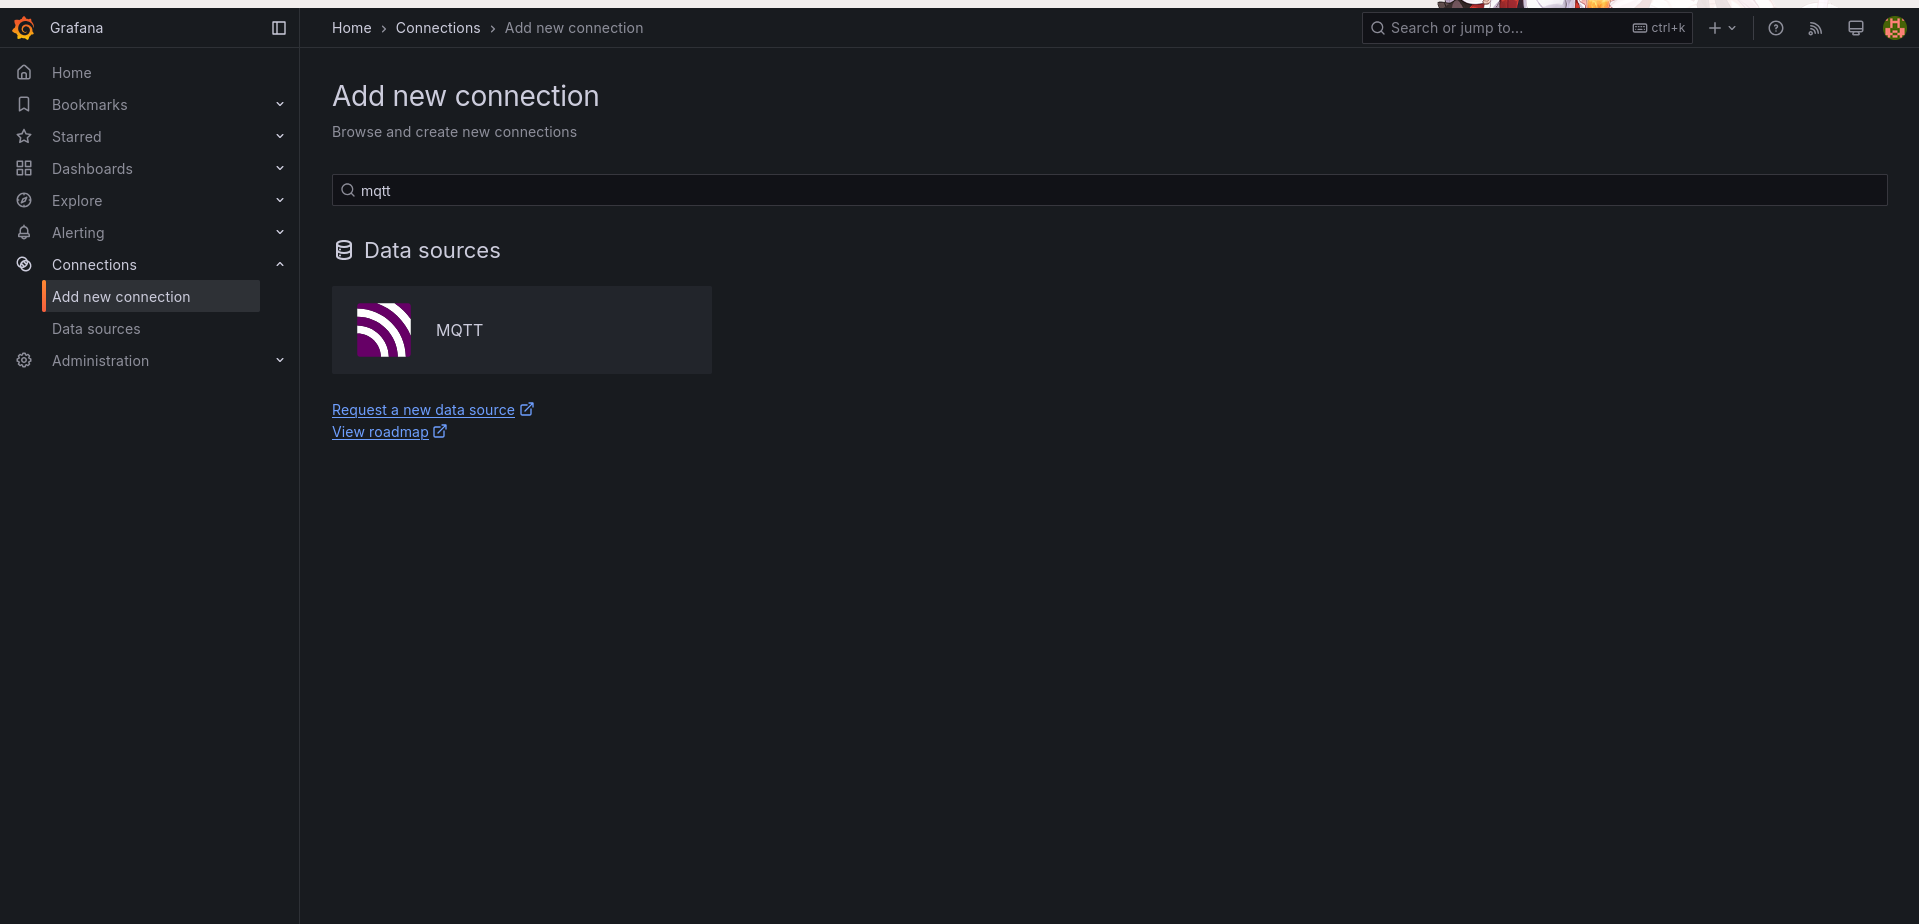 Grafana
Home › Connections › Add new connection
Search or jump to...
ctrl+k
Home
Bookmarks
Starred
Dashboards
Explore
Alerting
Connections
Add new connection
Data sources
Administration
Add new connection
Browse and create new connections
mqtt
Data sources
MQTT
Request a new data source
View roadmap